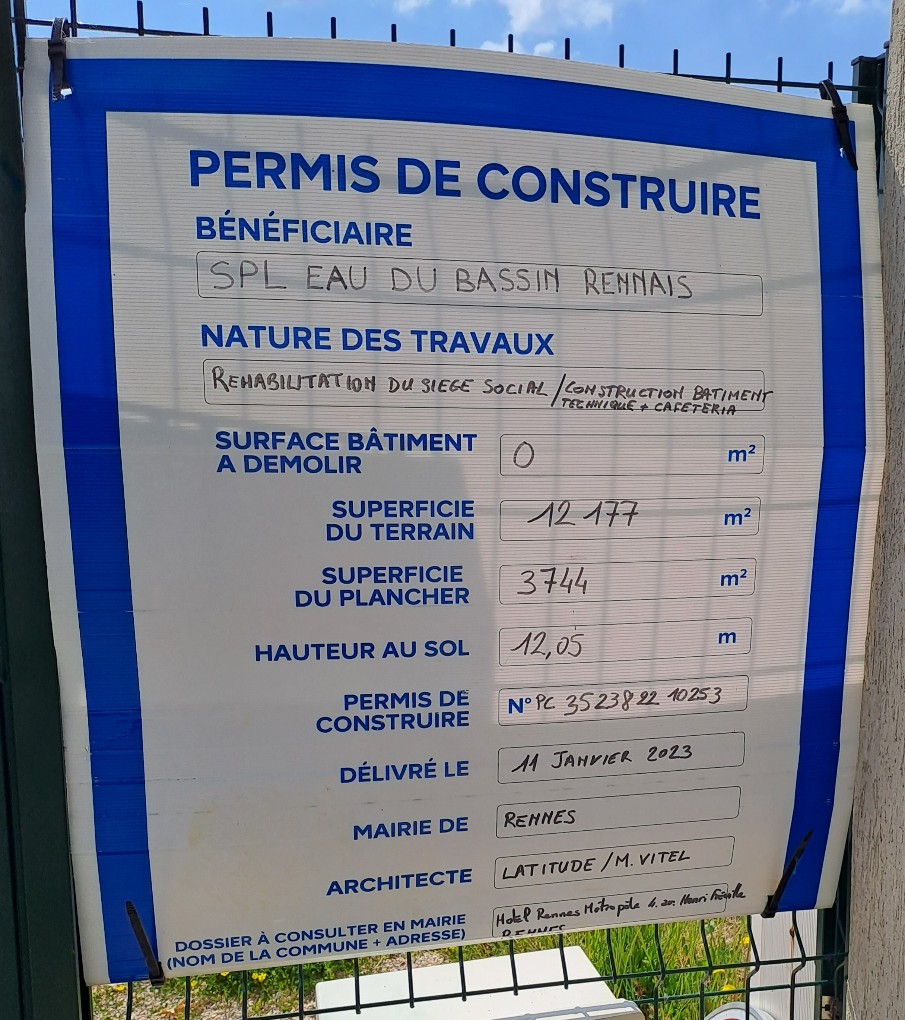 PERMIS DE CONSTRUIRE
BÉNÉFICIAIRE
SPL EAU DU BASSIN RENNAIS
NATURE DES TRAVAUX
REHABILITATION DU SIEGE SOCIAL / CONSTRUCTION BATIMENT
TECHNIQUE + CAFETERIA
SURFACE BÂTIMENT
A DEMOLIR 0 m²
SUPERFICIE
DU TERRAIN 12 177 m²
SUPERFICIE
DU PLANCHER 3744 m²
HAUTEUR AU SOL 12,05 m
PERMIS DE
CONSTRUIRE N° PC 35238 22 10253
DÉLIVRÉ LE 11 JANVIER 2023
MAIRIE DE RENNES
ARCHITECTE LATITUDE / M. VITEL
DOSSIER À CONSULTER EN MAIRIE
(NOM DE LA COMMUNE + ADRESSE)
Hotel Rennes Métropole 4. av. Henri Fréville
RENNES